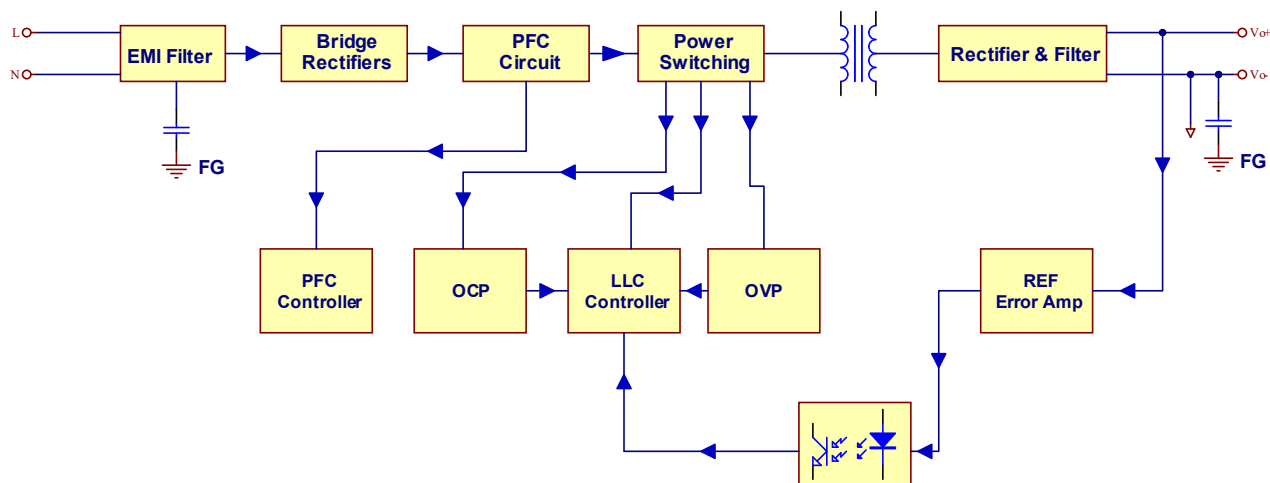 L
N
EMI Filter
Bridge
Rectifiers
PFC
Circuit
Power
Switching
Rectifier & Filter
Vo+
Vo-
FG
FG
PFC
Controller
OCP
LLC
Controller
OVP
REF
Error Amp